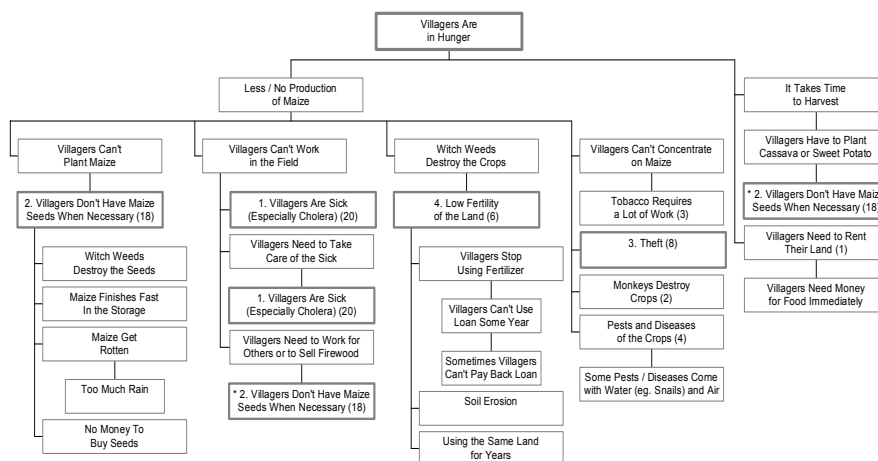 Villagers Are
in Hunger
Less / No Production
of Maize
It Takes Time
to Harvest
Villagers Can't
Plant Maize
2. Villagers Don't Have Maize
Seeds When Necessary (18)
Witch Weeds
Destroy the Seeds
Maize Finishes Fast
In the Storage
Maize Get
Rotten
Too Much Rain
No Money To
Buy Seeds
Villagers Can't Work
in the Field
1. Villagers Are Sick
(Especially Cholera) (20)
Villagers Need to Take
Care of the Sick
1. Villagers Are Sick
(Especially Cholera) (20)
Villagers Need to Work for
Others or to Sell Firewood
* 2. Villagers Don't Have Maize
Seeds When Necessary (18)
Witch Weeds
Destroy the Crops
4. Low Fertility
of the Land (6)
Villagers Stop
Using Fertilizer
Villagers Can't Use
Loan Some Year
Sometimes Villagers
Can't Pay Back Loan
Soil Erosion
Using the Same Land
for Years
Villagers Can't Concentrate
on Maize
Tobacco Requires
a Lot of Work (3)
3. Theft (8)
Monkeys Destroy
Crops (2)
Pests and Diseases
of the Crops (4)
Some Pests / Diseases Come
with Water (eg. Snails) and Air
Villagers Have to Plant
Cassava or Sweet Potato
* 2. Villagers Don't Have Maize
Seeds When Necessary (18)
Villagers Need to Rent
Their Land (1)
Villagers Need Money
for Food Immediately